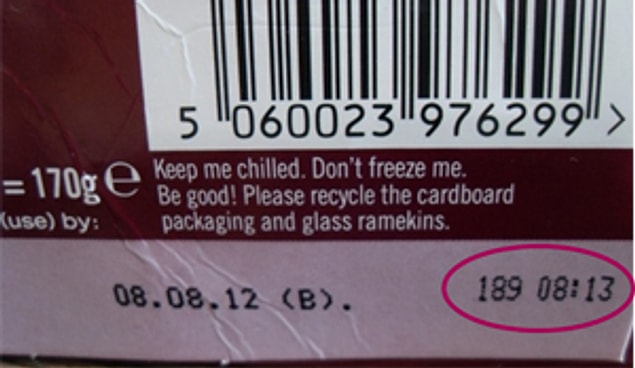 5 060023 976299 >
= 170g ℮
Keep me chilled. Don't freeze me.
Be good! Please recycle the cardboard
packaging and glass ramekins.
(use) by:
08.08.12 (B).
189 08:13